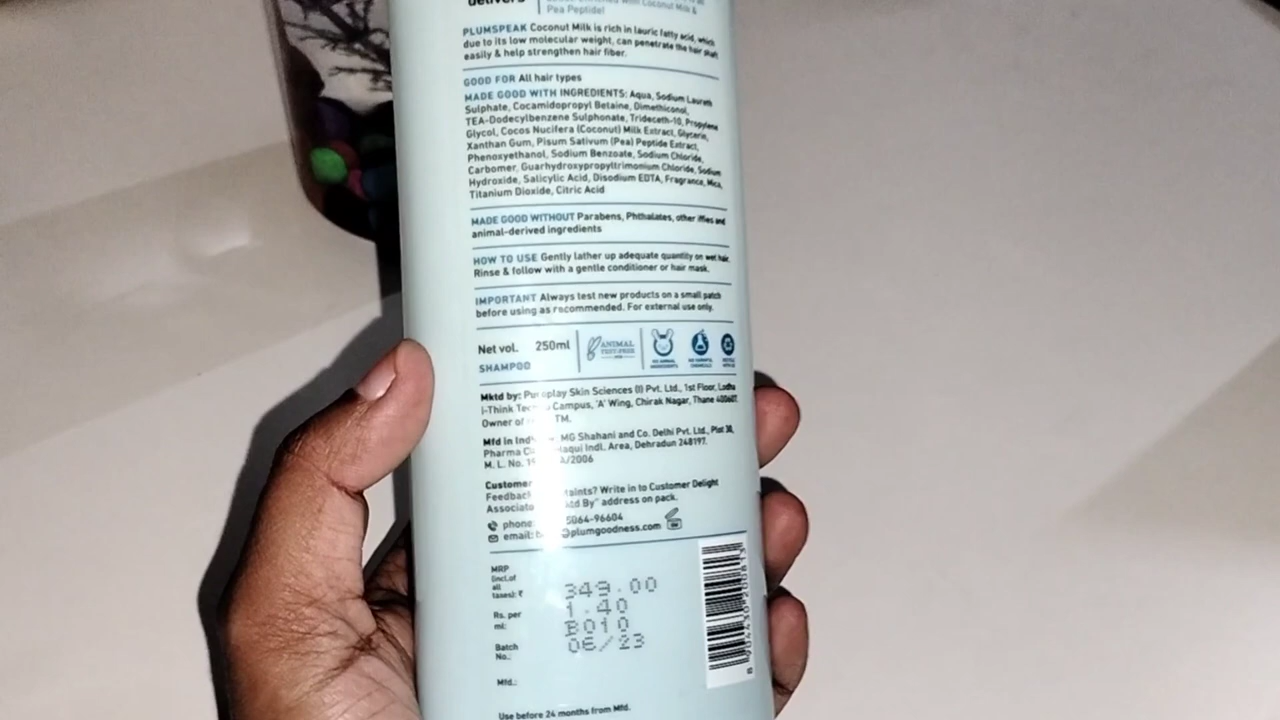 delivers
Pea Peptide!
PLUMSPEAK Coconut Milk is rich in lauric fatty acid, which
due to its low molecular weight, can penetrate the hair shaft
easily & help strengthen hair fiber.
GOOD FOR All hair types
MADE GOOD WITH INGREDIENTS: Aqua, Sodium Laureth
Sulphate, Cocamidopropyl Betaine, Dimethiconol,
TEA-Dodecylbenzene Sulphonate, Trideceth-10, Propylene
Glycol, Cocos Nucifera (Coconut) Milk Extract, Glycerin,
Xanthan Gum, Pisum Sativum (Pea) Peptide Extract,
Phenoxyethanol, Sodium Benzoate, Sodium Chloride,
Carbomer, Guarhydroxypropyltrimonium Chloride, Sodium
Hydroxide, Salicylic Acid, Disodium EDTA, Fragrance, Mica,
Titanium Dioxide, Citric Acid
MADE GOOD WITHOUT Parabens, Phthalates, other iffies and
animal-derived ingredients
HOW TO USE Gently lather up adequate quantity on wet hair.
Rinse & follow with a gentle conditioner or hair mask.
IMPORTANT Always test new products on a small patch
before using as recommended. For external use only.
Net vol. 250ml
SHAMPOO
ANIMAL
TEST-FREE
NO ANIMAL
INGREDIENTS
NO HARMFUL
CHEMICALS
Mktd by: Pureplay Skin Sciences (I) Pvt. Ltd., 1st Floor, Lodha
i-Think Techno Campus, 'A' Wing, Chirak Nagar, Thane 400607.
Owner of TM.
Mfd in MG Shahani and Co. Delhi Pvt. Ltd., Plot 38,
Pharma Selaqui Indl. Area, Dehradun 248197.
M. L. No. /2006
Customer
Feedback Write in to Customer Delight
Associate "Mktd By" address on pack.
phone 5064-96604
email: @plumgoodness.com
MRP
(incl.of
all
taxes): ₹
349.00
Rs. per
ml:
1.40
Batch
No.:
B010
Mfd.:
06/23
Use before 24 months from Mfd.